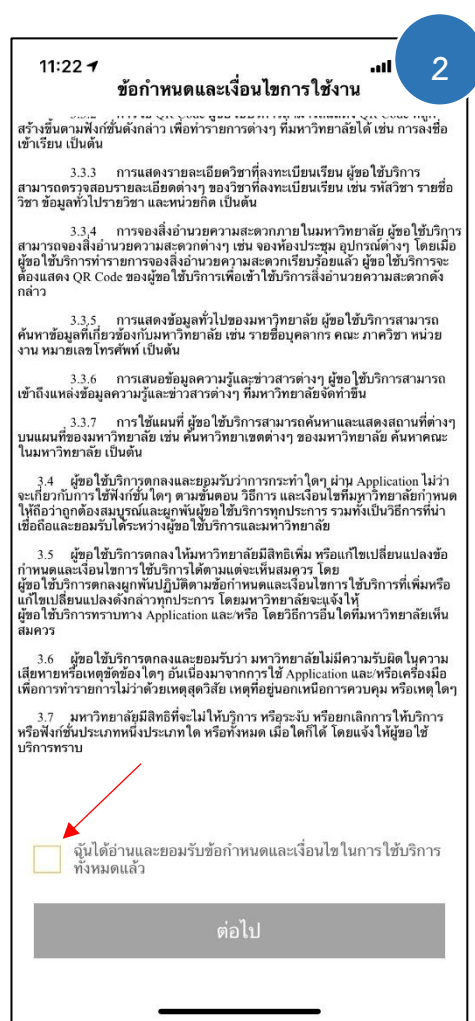 2
11:22
ข้อกำหนดและเงื่อนไขการใช้งาน
สร้างขึ้นตามฟังก์ชั่นดังกล่าว เพื่อทำรายการต่างๆ ที่มหาวิทยาลัยได้ เช่น การลงชื่อ
เข้าเรียน เป็นต้น
3.3.3 การแสดงรายละเอียดวิชาที่ลงทะเบียนเรียน ผู้ขอใช้บริการ
สามารถตรวจสอบรายละเอียดต่างๆ ของวิชาที่ลงทะเบียนเรียน เช่น รหัสวิชา รายชื่อ
วิชา ข้อมูลทั่วไปรายวิชา และหน่วยกิต เป็นต้น
3.3.4 การจองสิ่งอำนวยความสะดวกภายในมหาวิทยาลัย ผู้ขอใช้บริการ
สามารถจองสิ่งอำนวยความสะดวกต่างๆ เช่น จองห้องประชุม อุปกรณ์ต่างๆ โดยเมื่อ
ผู้ขอใช้บริการทำรายการจองสิ่งอำนวยความสะดวกเรียบร้อยแล้ว ผู้ขอใช้บริการจะ
ต้องแสดง QR Code ของผู้ขอใช้บริการเพื่อเข้าใช้บริการสิ่งอำนวยความสะดวกดัง
กล่าว
3.3.5 การแสดงข้อมูลทั่วไปของมหาวิทยาลัย ผู้ขอใช้บริการสามารถ
ค้นหาข้อมูลที่เกี่ยวข้องกับมหาวิทยาลัย เช่น รายชื่อบุคลากร คณะ ภาควิชา หน่วย
งาน หมายเลขโทรศัพท์ เป็นต้น
3.3.6 การเสนอข้อมูลความรู้และข่าวสารต่างๆ ผู้ขอใช้บริการสามารถ
เข้าถึงแหล่งข้อมูลความรู้และข่าวสารต่างๆ ที่มหาวิทยาลัยจัดทำขึ้น
3.3.7 การใช้แผนที่ ผู้ขอใช้บริการสามารถค้นหาและแสดงสถานที่ต่างๆ
บนแผนที่ของมหาวิทยาลัย เช่น ค้นหาวิทยาเขตต่างๆ ของมหาวิทยาลัย ค้นหาคณะ
ในมหาวิทยาลัย เป็นต้น
3.4 ผู้ขอใช้บริการตกลงและยอมรับว่าการกระทำใดๆ ผ่าน Application ไม่ว่า
จะเกี่ยวกับการใช้ฟังก์ชั่นใดๆ ตามขั้นตอน วิธีการ และเงื่อนไขที่มหาวิทยาลัยกำหนด
ให้ถือว่าถูกต้องสมบูรณ์และผูกพันผู้ขอใช้บริการทุกประการ รวมทั้งเป็นวิธีการที่น่า
เชื่อถือและยอมรับได้ระหว่างผู้ขอใช้บริการและมหาวิทยาลัย
3.5 ผู้ขอใช้บริการตกลงให้มหาวิทยาลัยมีสิทธิเพิ่ม หรือแก้ไขเปลี่ยนแปลงข้อ
กำหนดและเงื่อนไขการใช้บริการได้ตามแต่จะเห็นสมควร โดย
ผู้ขอใช้บริการตกลงผูกพันปฏิบัติตามข้อกำหนดและเงื่อนไขการใช้บริการที่เพิ่มหรือ
แก้ไขเปลี่ยนแปลงดังกล่าวทุกประการ โดยมหาวิทยาลัยจะแจ้งให้
ผู้ขอใช้บริการทราบทาง Application และ/หรือ โดยวิธีการอื่นใดที่มหาวิทยาลัยเห็น
สมควร
3.6 ผู้ขอใช้บริการตกลงและยอมรับว่า มหาวิทยาลัยไม่มีความรับผิดในความ
เสียหายหรือเหตุขัดข้องใดๆ อันเนื่องมาจากการใช้ Application และ/หรือเครื่องมือ
เพื่อการทำรายการไม่ว่าด้วยเหตุสุดวิสัย เหตุที่อยู่นอกเหนือการควบคุม หรือเหตุใดๆ
3.7 มหาวิทยาลัยมีสิทธิที่จะไม่ให้บริการ หรือระงับ หรือยกเลิกการให้บริการ
หรือฟังก์ชั่นประเภทหนึ่งประเภทใด หรือทั้งหมด เมื่อใดก็ได้ โดยแจ้งให้ผู้ขอใช้
บริการทราบ
ฉันได้อ่านและยอมรับข้อกำหนดและเงื่อนไขในการใช้บริการ
ทั้งหมดแล้ว
ต่อไป